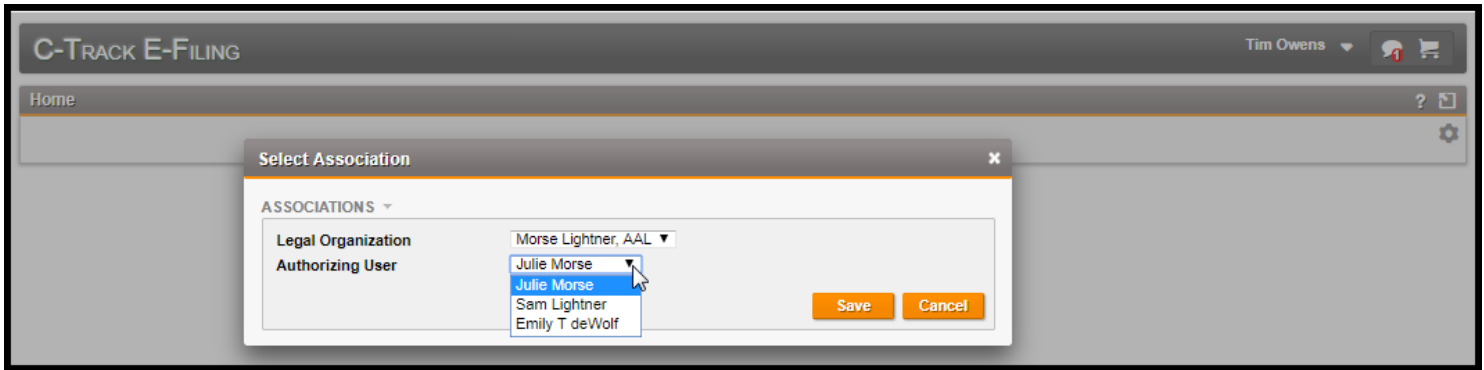 C-TRACK E-FILING
Tim Owens
1
Home
?
Select Association
ASSOCIATIONS
Legal Organization Morse Lightner, AAL
Authorizing User Julie Morse
Julie Morse
Sam Lightner
Emily T deWolf
Save Cancel